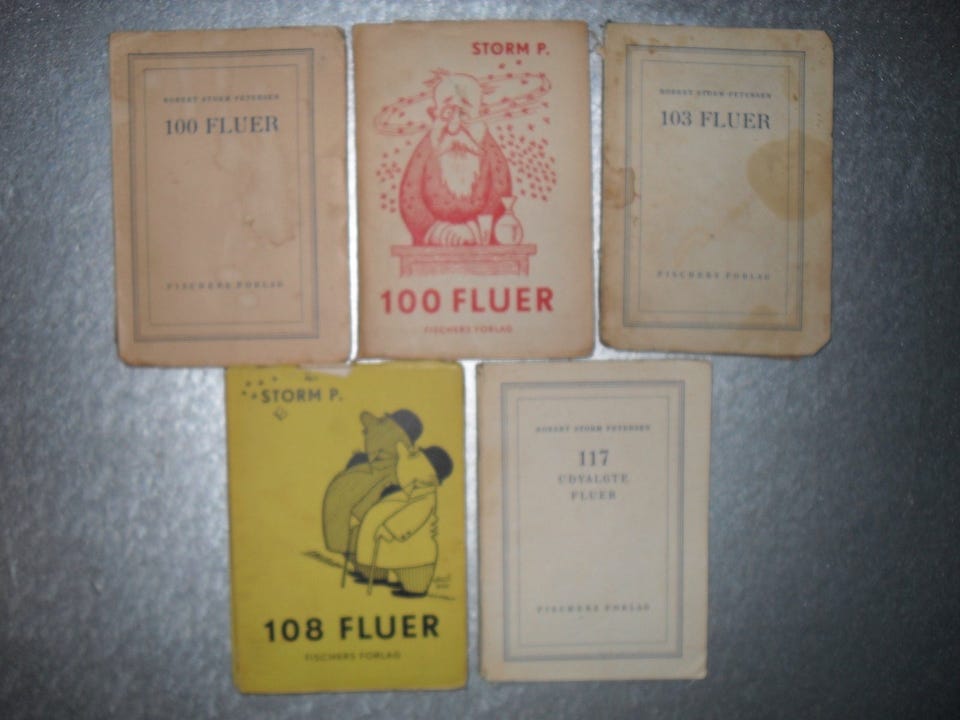 ROBERT STORM PETERSEN
100 FLUER
FISCHERS FORLAG
STORM P.
100 FLUER
FISCHERS FORLAG
ROBERT STORM PETERSEN
103 FLUER
FISCHERS FORLAG
STORM P.
108 FLUER
FISCHERS FORLAG
ROBERT STORM PETERSEN
117
UDVALGTE
FLUER
FISCHERS FORLAG